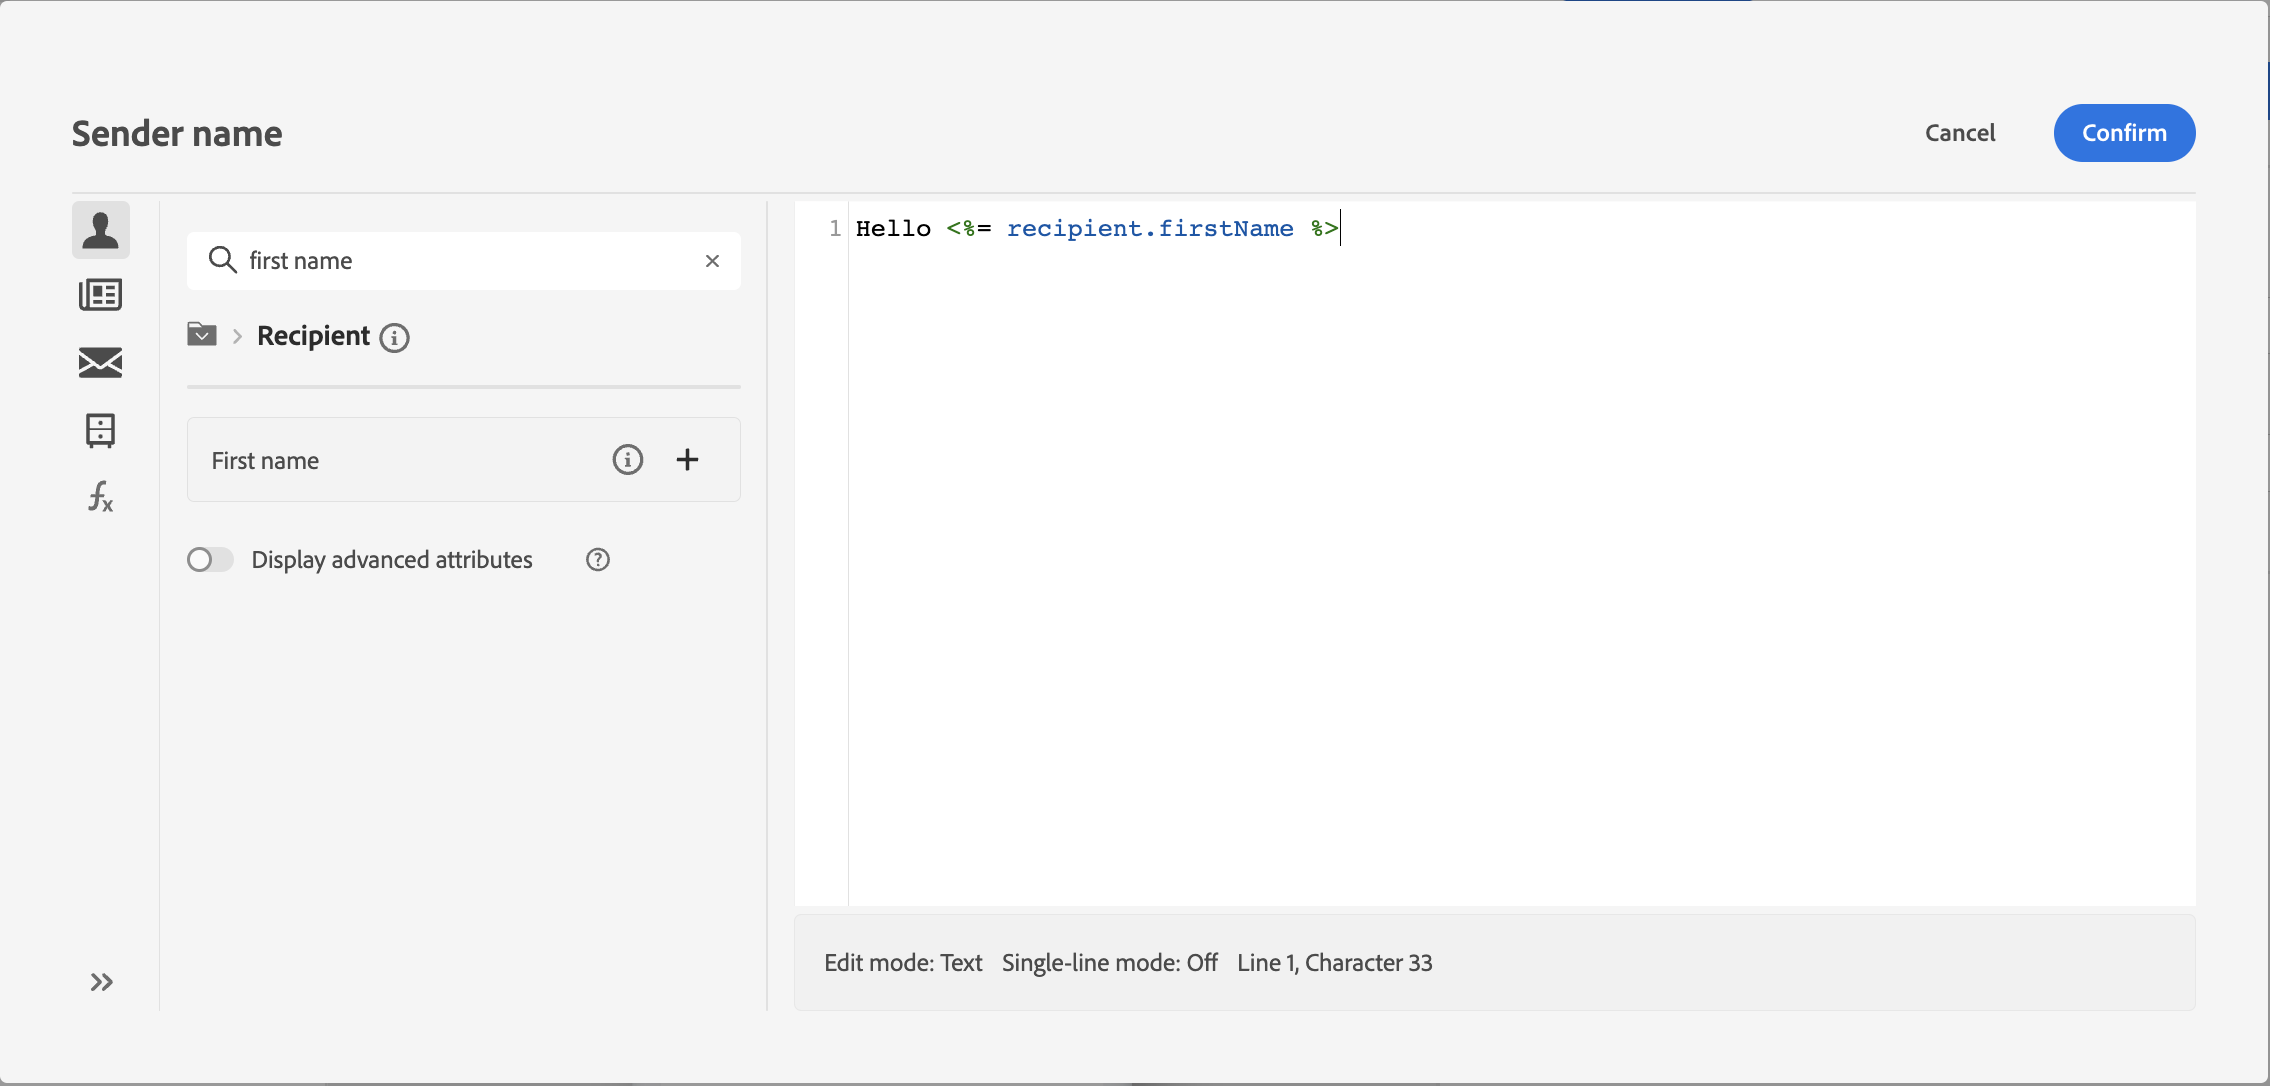 Sender name
Cancel
Confirm
first name
Recipient
First name
Display advanced attributes
1 Hello <%= recipient.firstName %>
Edit mode: Text Single-line mode: Off Line 1, Character 33